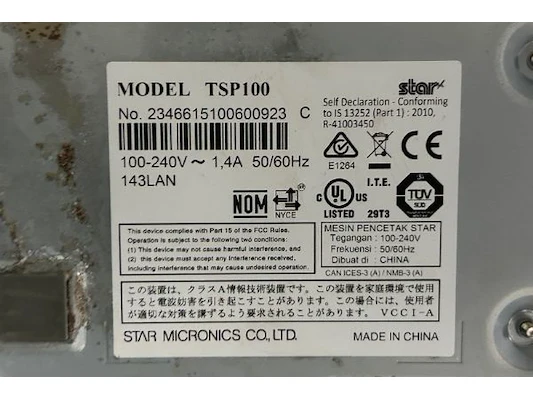 MODEL TSP100
star
No. 2346615100600923 C
Self Declaration - Conforming
to IS 13252 (Part 1) : 2010,
R-41003450
100-240V ～ 1,4A 50/60Hz
143LAN
E1264
NOM
NYCE
C UL US
LISTED 29T3
I.T.E.
TÜV
SÜD
This device complies with Part 15 of the FCC Rules.
Operation is subject to the following two conditions:
(1) This device may not cause harmful interference, and
(2) this device must accept any interference received,
including interference that may cause undesired operation.
MESIN PENCETAK STAR
Tegangan : 100-240V
Frekuensi : 50/60Hz
Dibuat di : CHINA
CAN ICES-3 (A) / NMB-3 (A)
この装置は、クラスA情報技術装置です。この装置を家庭環境で使用
すると電波妨害を引き起こすことがあります。この場合には、使用者
が適切な対策を講ずるよう要求されることがあります。 VCCI-A
STAR MICRONICS CO.,LTD.
MADE IN CHINA